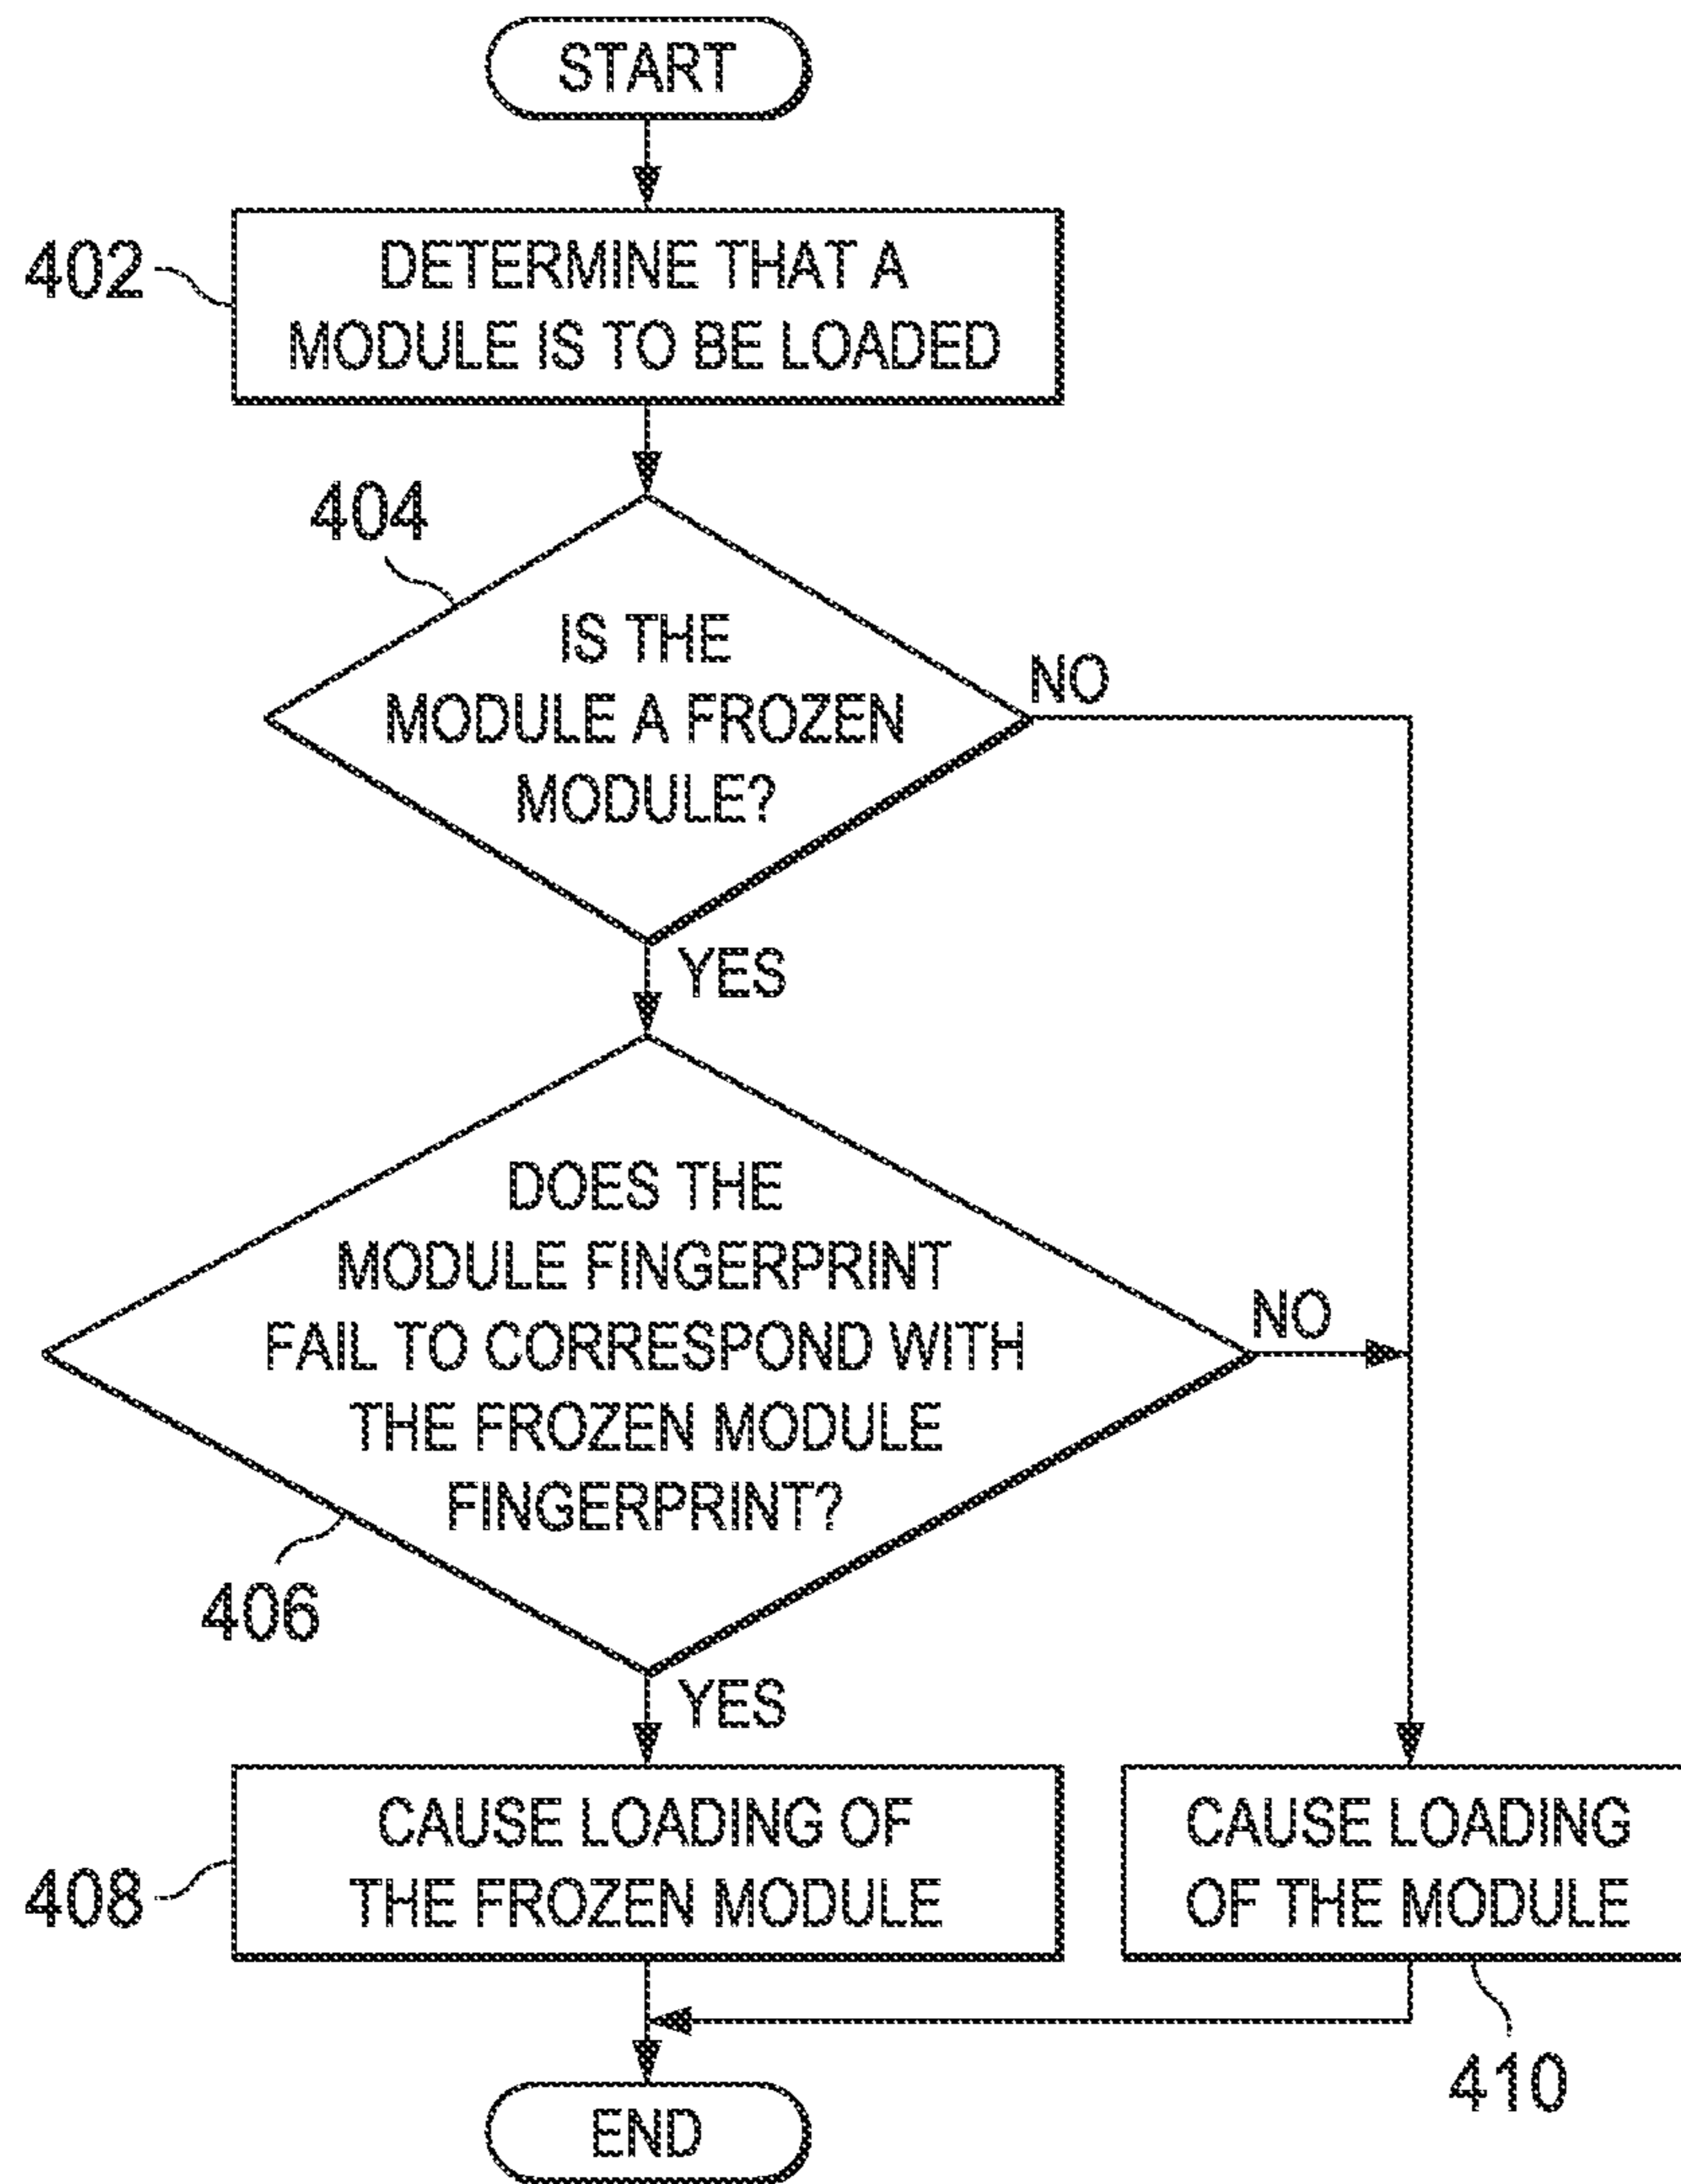 START
402
DETERMINE THAT A
MODULE IS TO BE LOADED
404
IS THE
MODULE A FROZEN
MODULE?
NO
YES
DOES THE
MODULE FINGERPRINT
FAIL TO CORRESPOND WITH
THE FROZEN MODULE
FINGERPRINT?
NO
406
YES
408
CAUSE LOADING OF
THE FROZEN MODULE
CAUSE LOADING
OF THE MODULE
410
END